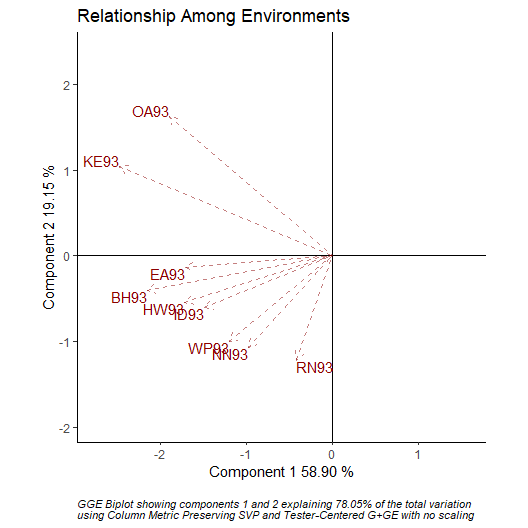 Relationship Among Environments
OA93
KE93
EA93
BH93
HW93
ID93
WP93
NN93
RN93
2
1
0
-1
-2
-2
-1
0
1
Component 2 19.15 %
Component 1 58.90 %
GGE Biplot showing components 1 and 2 explaining 78.05% of the total variation
using Column Metric Preserving SVP and Tester-Centered G+GE with no scaling